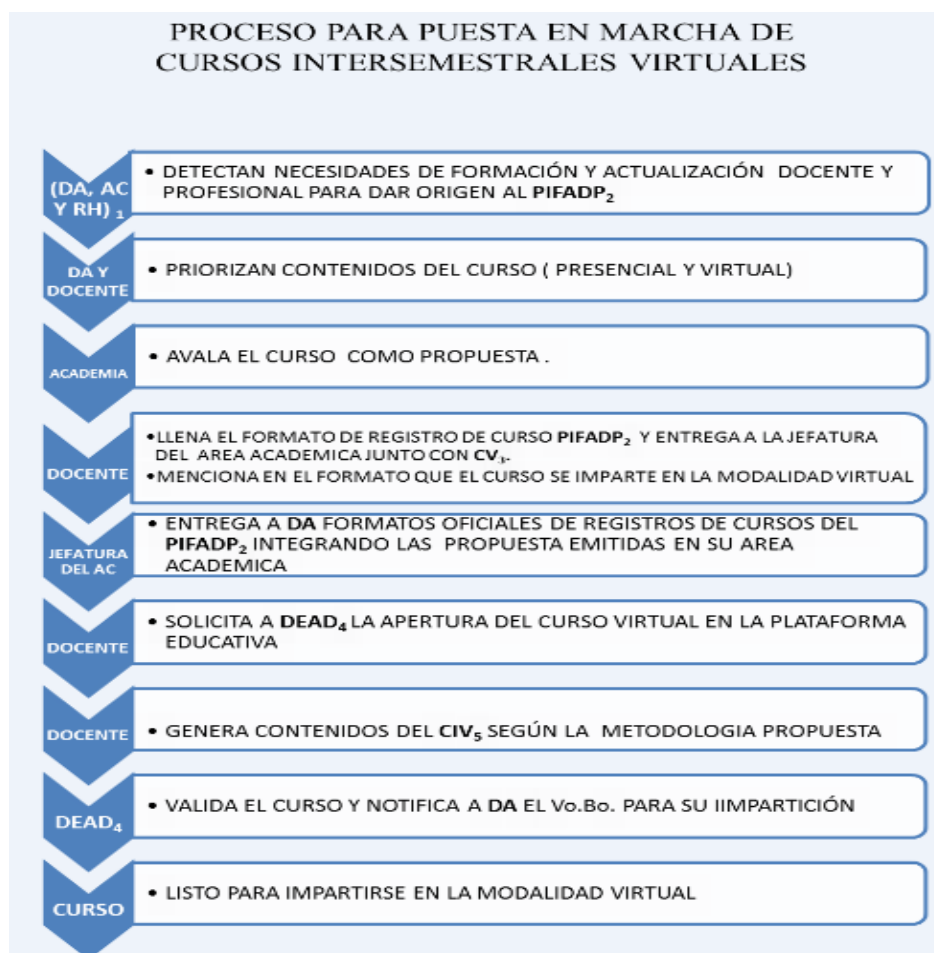 PROCESO PARA PUESTA EN MARCHA DE
CURSOS INTERSEMESTRALES VIRTUALES
(DA, AC
Y RH) 1
• DETECTAN NECESIDADES DE FORMACIÓN Y ACTUALIZACIÓN DOCENTE Y
PROFESIONAL PARA DAR ORIGEN AL PIFADP2
DA Y
DOCENTE
• PRIORIZAN CONTENIDOS DEL CURSO ( PRESENCIAL Y VIRTUAL)
ACADEMIA
• AVALA EL CURSO COMO PROPUESTA .
DOCENTE
•LLENA EL FORMATO DE REGISTRO DE CURSO PIFADP2 Y ENTREGA A LA JEFATURA
DEL AREA ACADEMICA JUNTO CON CV3.
•MENCIONA EN EL FORMATO QUE EL CURSO SE IMPARTE EN LA MODALIDAD VIRTUAL
JEFATURA
DEL AC
• ENTREGA A DA FORMATOS OFICIALES DE REGISTROS DE CURSOS DEL
PIFADP2 INTEGRANDO LAS PROPUESTA EMITIDAS EN SU AREA
ACADEMICA
DOCENTE
• SOLICITA A DEAD4 LA APERTURA DEL CURSO VIRTUAL EN LA PLATAFORMA
EDUCATIVA
DOCENTE
• GENERA CONTENIDOS DEL CIV5 SEGÚN LA METODOLOGIA PROPUESTA
DEAD4
• VALIDA EL CURSO Y NOTIFICA A DA EL Vo.Bo. PARA SU IIMPARTICIÓN
CURSO
• LISTO PARA IMPARTIRSE EN LA MODALIDAD VIRTUAL